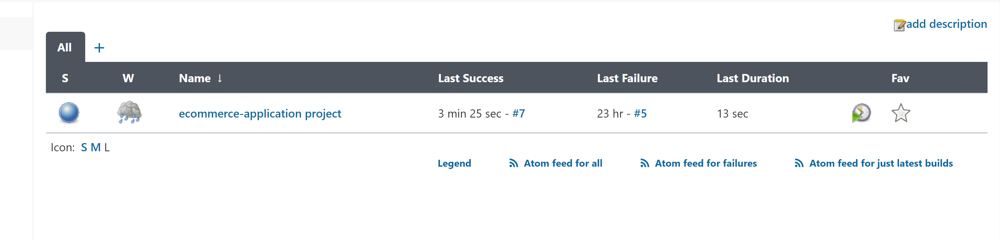 add description
All +
S W Name ↓ Last Success Last Failure Last Duration Fav
ecommerce-application project 3 min 25 sec - #7 23 hr - #5 13 sec
Icon: S M L
Legend Atom feed for all Atom feed for failures Atom feed for just latest builds